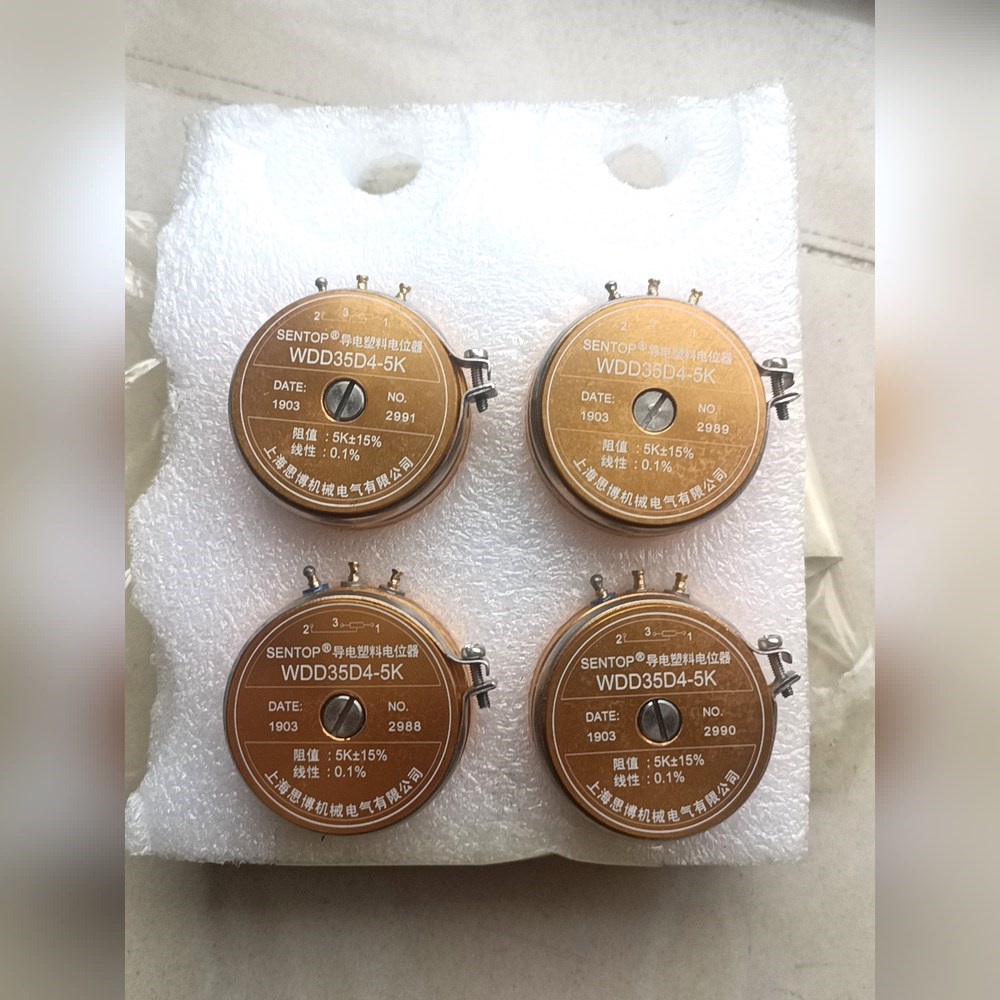 2 3 1
SENTOP®导电塑料电位器
WDD35D4-5K
DATE: NO.
1903 2991
阻值：5K±15%
线性：0.1%
上海思博机械电气有限公司
2 3 1
SENTOP®导电塑料电位器
WDD35D4-5K
DATE: NO.
1903 2989
阻值：5K±15%
线性：0.1%
上海思博机械电气有限公司
2 3 1
SENTOP®导电塑料电位器
WDD35D4-5K
DATE: NO.
1903 2988
阻值：5K±15%
线性：0.1%
上海思博机械电气有限公司
2 3 1
SENTOP®导电塑料电位器
WDD35D4-5K
DATE: NO.
1903 2990
阻值：5K±15%
线性：0.1%
上海思博机械电气有限公司